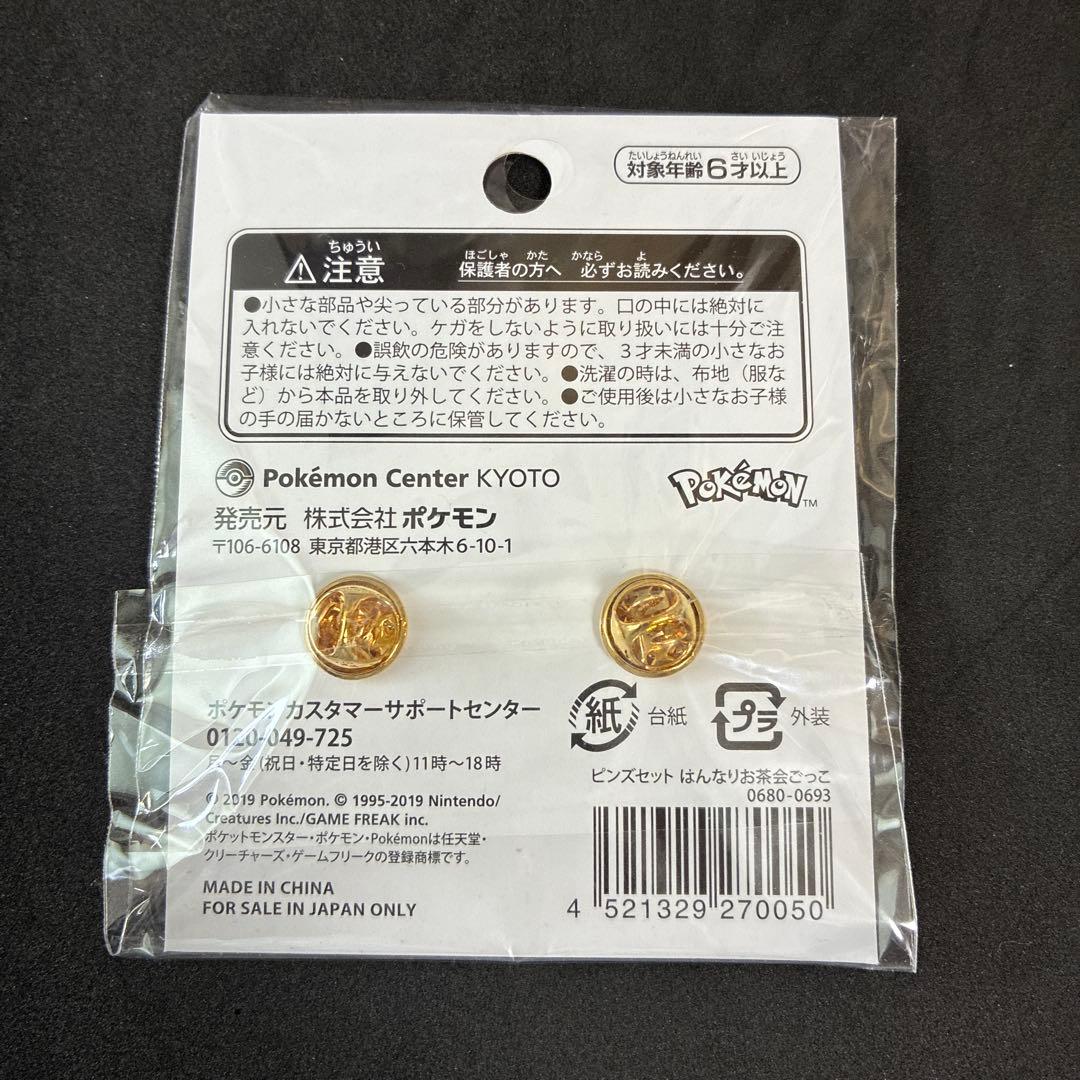 たいしょうねんれい さい いじょう
対象年齢6才以上
ちゅうい
注意
ほごしゃ かた かなら よ
保護者の方へ 必ずお読みください。
●小さな部品や尖っている部分があります。口の中には絶対に
入れないでください。ケガをしないように取り扱いには十分ご注
意ください。●誤飲の危険がありますので、3才未満の小さなお
子様には絶対に与えないでください。●洗濯の時は、布地（服な
ど）から本品を取り外してください。●ご使用後は小さなお子様
の手の届かないところに保管してください。
Pokémon Center KYOTO
POKéMON TM
発売元 株式会社 ポケモン
〒106-6108 東京都港区六本木6-10-1
ポケモンカスタマーサポートセンター
0120-049-725
月～金(祝日・特定日を除く)11時～18時
紙 台紙
プラ 外装
ピンズセット はんなりお茶会ごっこ
0680-0693
© 2019 Pokémon. © 1995-2019 Nintendo/
Creatures Inc./GAME FREAK inc.
ポケットモンスター・ポケモン・Pokémonは任天堂・
クリーチャーズ・ゲームフリークの登録商標です。
MADE IN CHINA
FOR SALE IN JAPAN ONLY
4 521329 270050